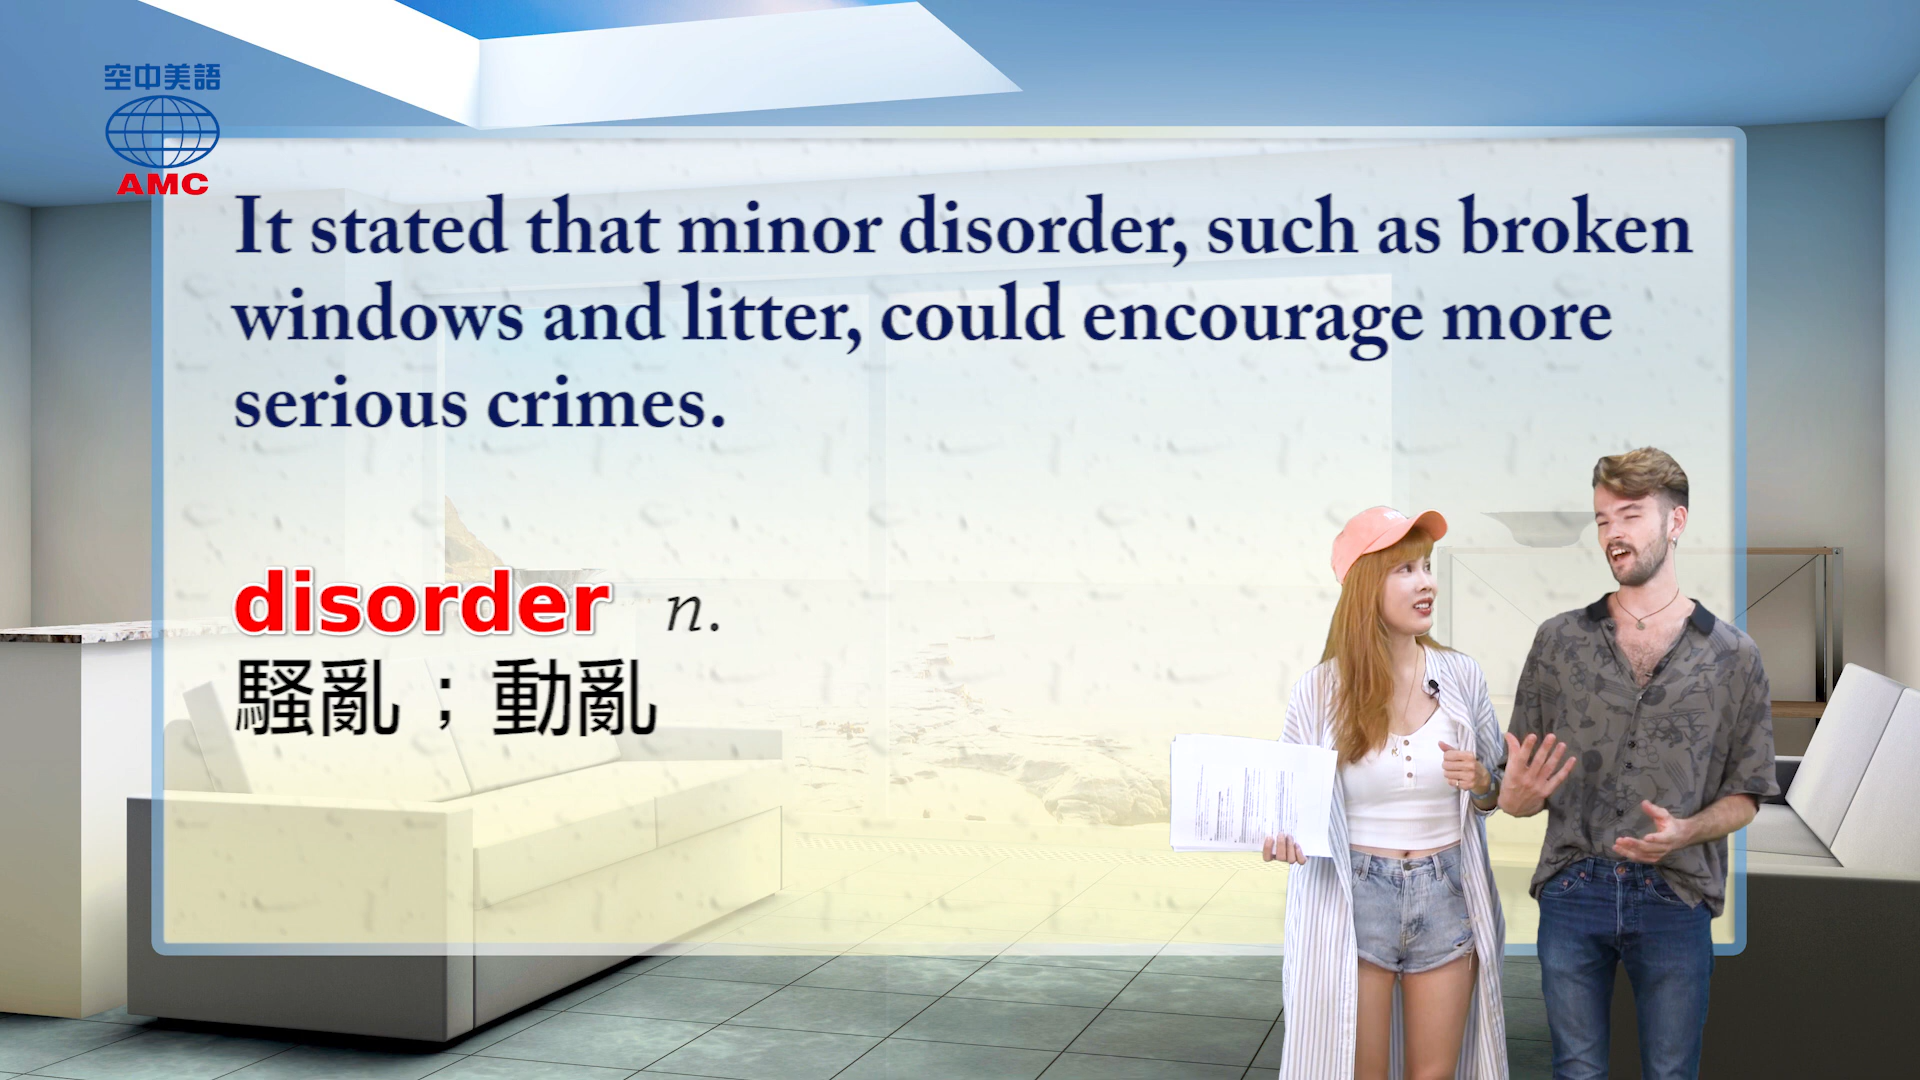 空中美語
AMC
It stated that minor disorder, such as broken
windows and litter, could encourage more
serious crimes.
disorder n.
騷亂；動亂